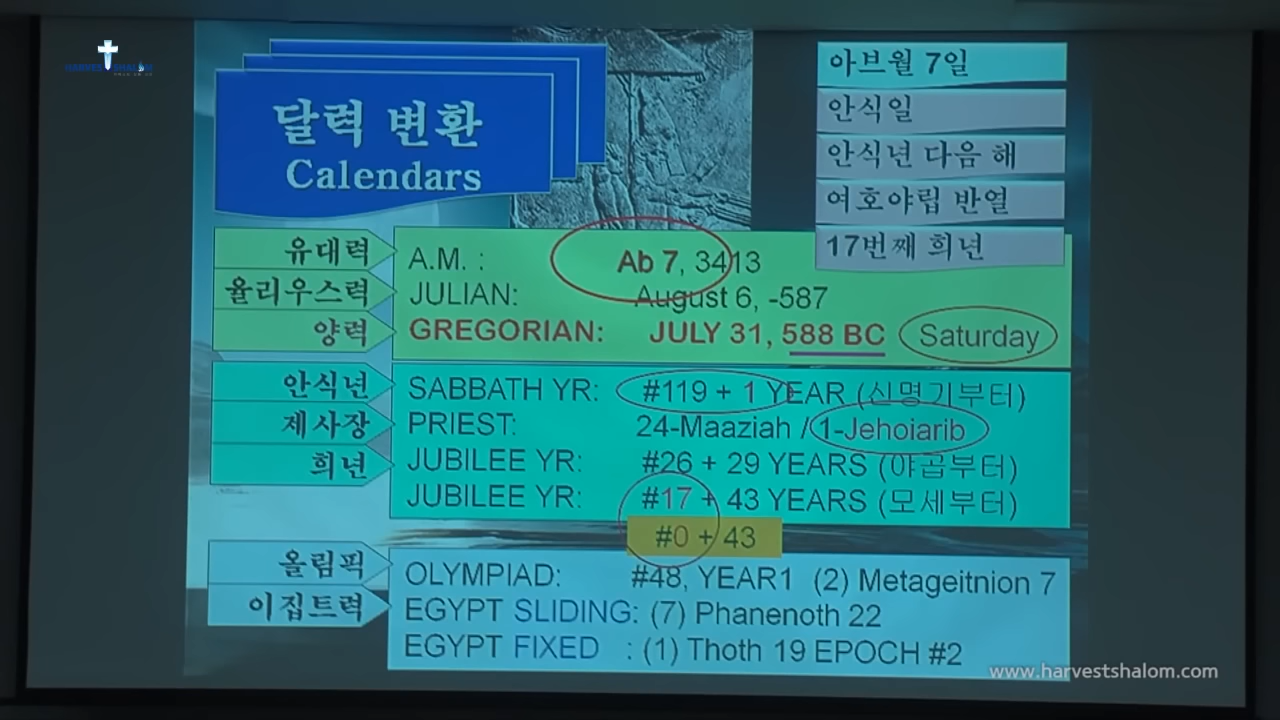 HARVEST SHALOM
달력 변환
Calendars
아브월 7일
안식일
안식년 다음 해
여호야립 반열
17번째 희년
유대력
A.M. : Ab 7, 3413
율리우스력
JULIAN: August 6, -587
양력
GREGORIAN: JULY 31, 588 BC Saturday
안식년
SABBATH YR: #119 + 1 YEAR (신명기부터)
제사장
PRIEST: 24-Maaziah / 1-Jehoiarib
희년
JUBILEE YR: #26 + 29 YEARS (야곱부터)
JUBILEE YR: #17 + 43 YEARS (모세부터)
#0 + 43
올림픽
OLYMPIAD: #48, YEAR1 (2) Metageitnion 7
이집트력
EGYPT SLIDING: (7) Phanenoth 22
EGYPT FIXED : (1) Thoth 19 EPOCH #2
www.harvestshalom.com